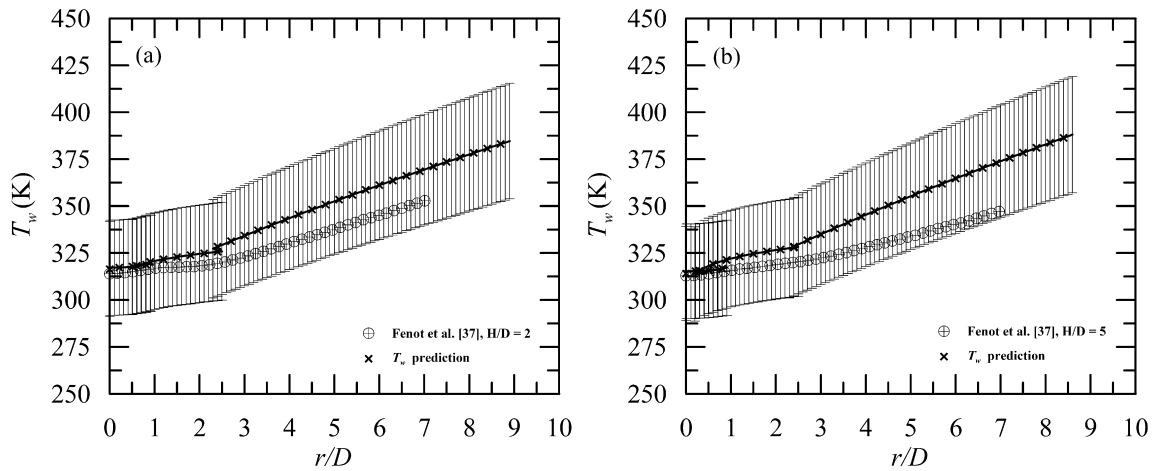 450
425
400
375
350
325
300
275
250
T_w (K)
(a)
Fenot et al. [37], H/D = 2
T_w prediction
0 1 2 3 4 5 6 7 8 9 10
r/D
450
425
400
375
350
325
300
275
250
T_w (K)
(b)
Fenot et al. [37], H/D = 5
T_w prediction
0 1 2 3 4 5 6 7 8 9 10
r/D